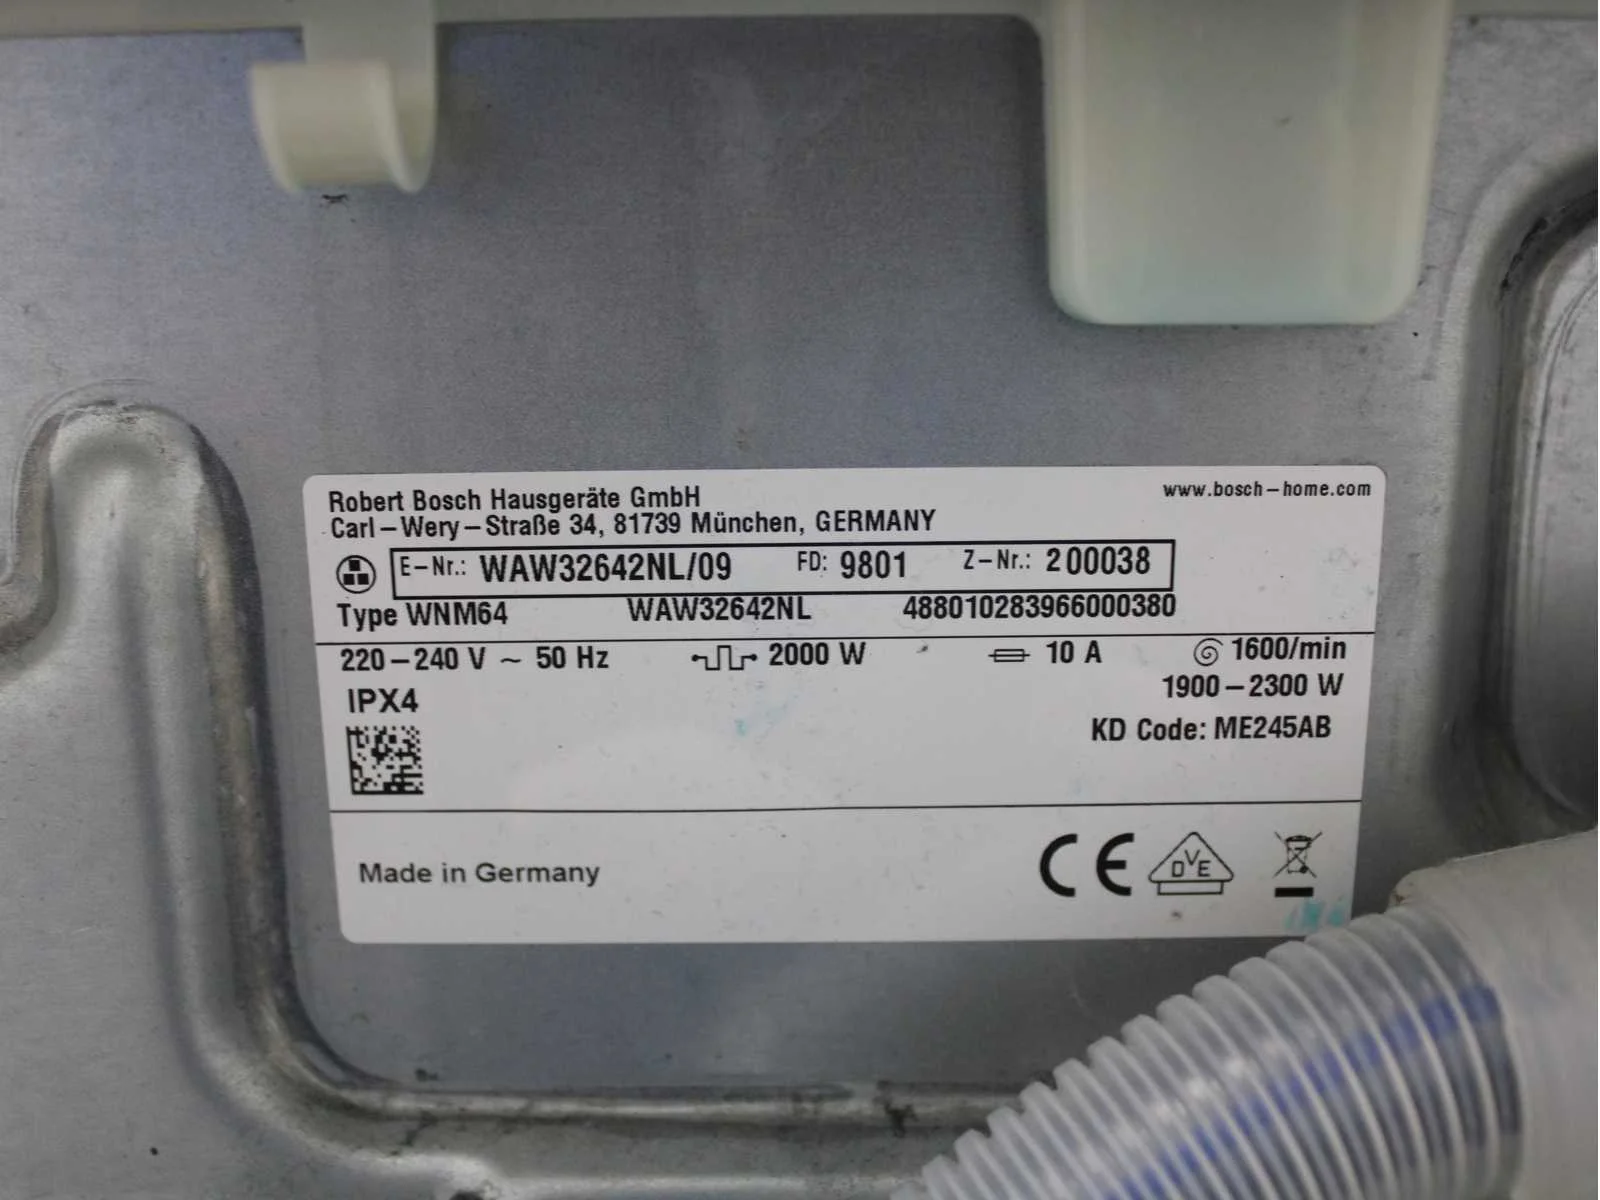 Robert Bosch Hausgeräte GmbH
www.bosch-home.com
Carl-Wery-Straße 34, 81739 München, GERMANY
E-Nr.: WAW32642NL/09 FD: 9801 Z-Nr.: 200038
Type WNM64 WAW32642NL 488010283966000380
220-240 V ~ 50 Hz 2000 W 10 A 1600/min
IPX4 1900-2300 W
KD Code: ME245AB
Made in Germany CE DVE